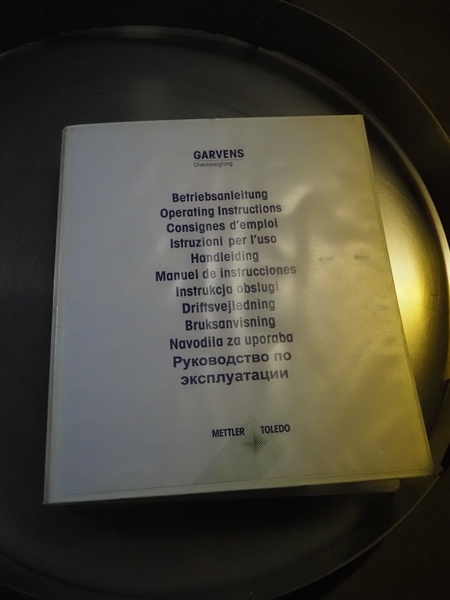 GARVENS
Checkweighing
Betriebsanleitung
Operating Instructions
Consignes d'emploi
Istruzioni per l'uso
Handleiding
Manuel de instrucciones
Instrukcja obslugi
Driftsvejledning
Bruksanvisning
Navodila za uporaba
Руководство по
эксплуатации
METTLER TOLEDO